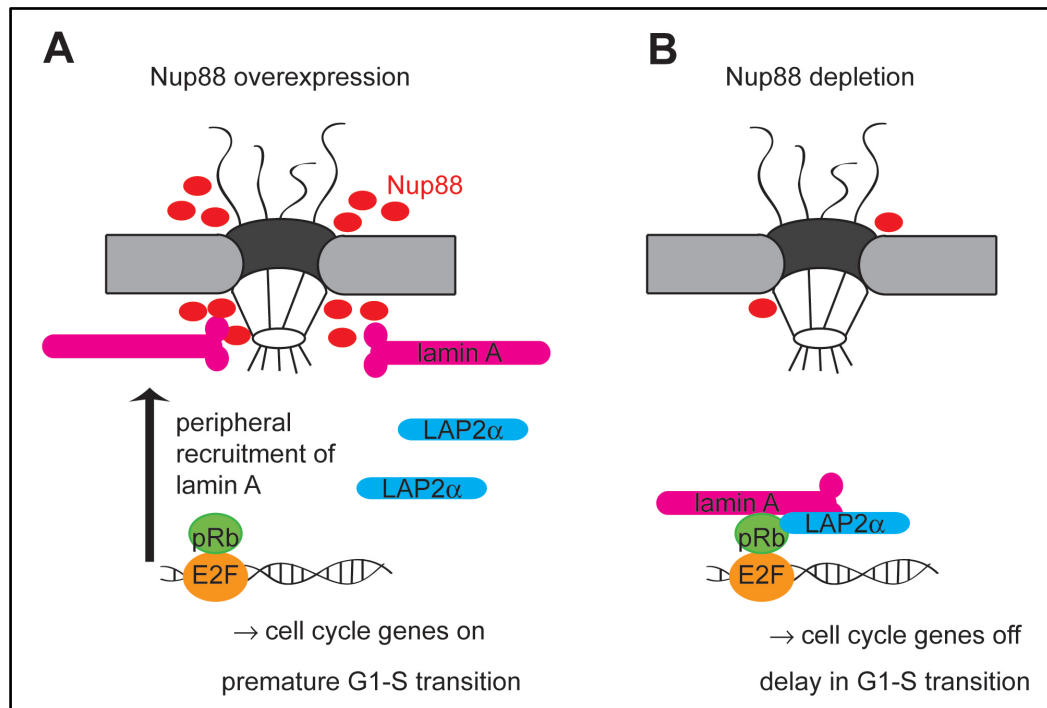 A
Nup88 overexpression
Nup88
lamin A
peripheral
recruitment of
lamin A
LAP2α
LAP2α
pRb
E2F
→ cell cycle genes on
premature G1-S transition
B
Nup88 depletion
lamin A
LAP2α
pRb
E2F
→ cell cycle genes off
delay in G1-S transition